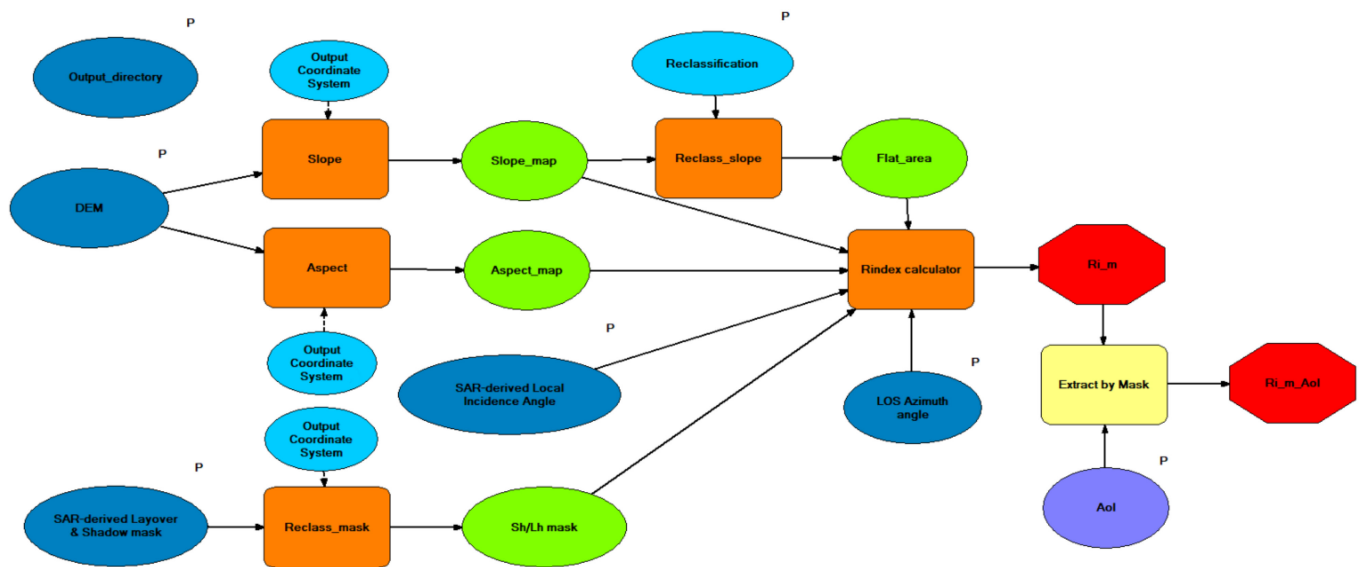 P
P
Output_directory
Output
Coordinate
System
Reclassification
P
Slope
Slope_map
Reclass_slope
Flat_area
DEM
Aspect
Aspect_map
Rindex calculator
Ri_m
Output
Coordinate
System
P
SAR-derived Local
Incidence Angle
P
LOS Azimuth
angle
Extract by Mask
Ri_m_AoI
Output
Coordinate
System
P
SAR-derived Layover
& Shadow mask
Reclass_mask
Sh/Lh mask
P
AoI